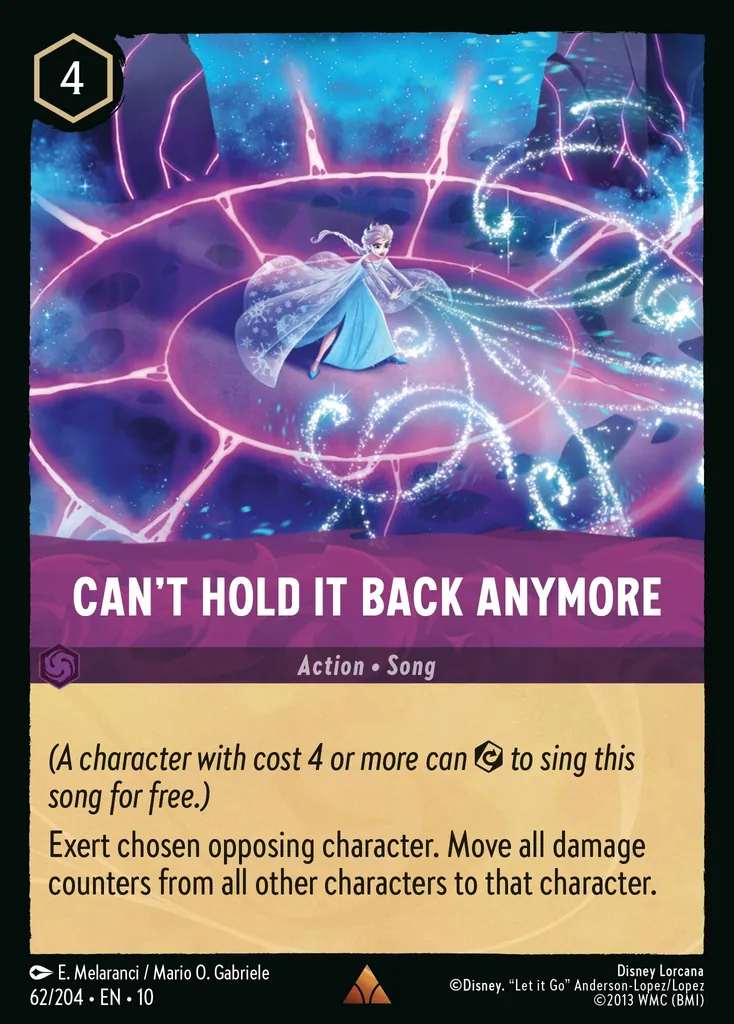 4
CAN'T HOLD IT BACK ANYMORE
Action • Song
(A character with cost 4 or more can to sing this
song for free.)
Exert chosen opposing character. Move all damage
counters from all other characters to that character.
E. Melaranci / Mario O. Gabriele
62/204 • EN • 10
Disney Lorcana
©Disney. "Let it Go" Anderson-Lopez/Lopez
©2013 WMC (BMI)